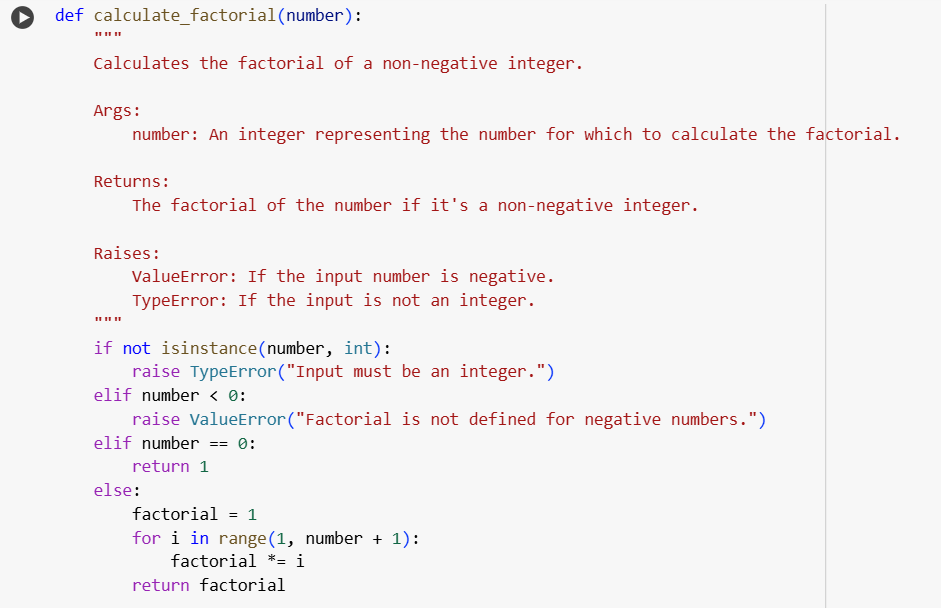 def calculate_factorial(number):
    """
    Calculates the factorial of a non-negative integer.

    Args:
        number: An integer representing the number for which to calculate the factorial.

    Returns:
        The factorial of the number if it's a non-negative integer.

    Raises:
        ValueError: If the input number is negative.
        TypeError: If the input is not an integer.
    """
    if not isinstance(number, int):
        raise TypeError("Input must be an integer.")
    elif number < 0:
        raise ValueError("Factorial is not defined for negative numbers.")
    elif number == 0:
        return 1
    else:
        factorial = 1
        for i in range(1, number + 1):
            factorial *= i
        return factorial